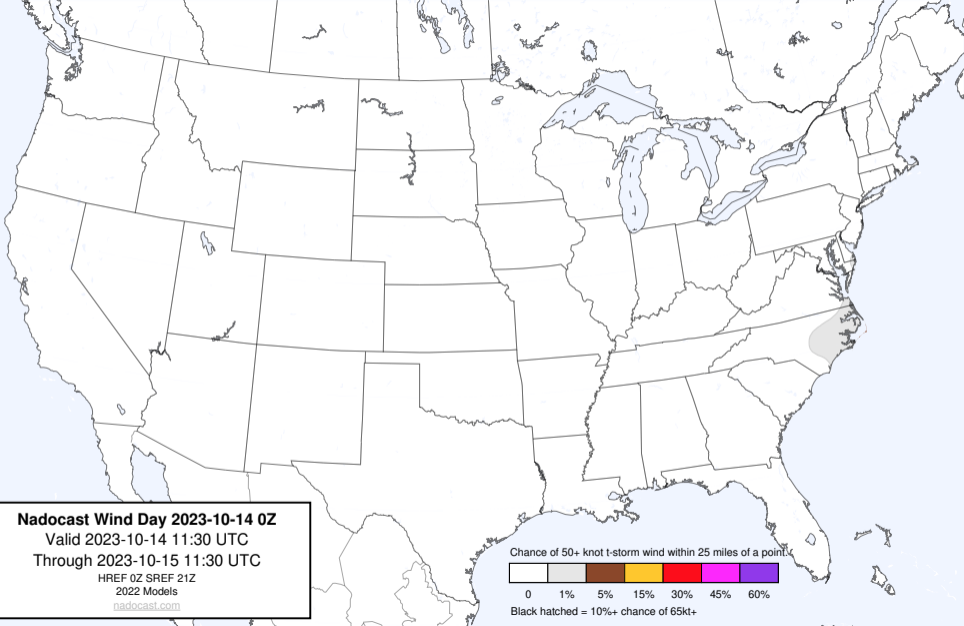 Nadocast Wind Day 2023-10-14 0Z
Valid 2023-10-14 11:30 UTC
Through 2023-10-15 11:30 UTC
HREF 0Z SREF 21Z
2022 Models
nadocast.com
Chance of 50+ knot t-storm wind within 25 miles of a point.
0 1% 5% 15% 30% 45% 60%
Black hatched = 10%+ chance of 65kt+